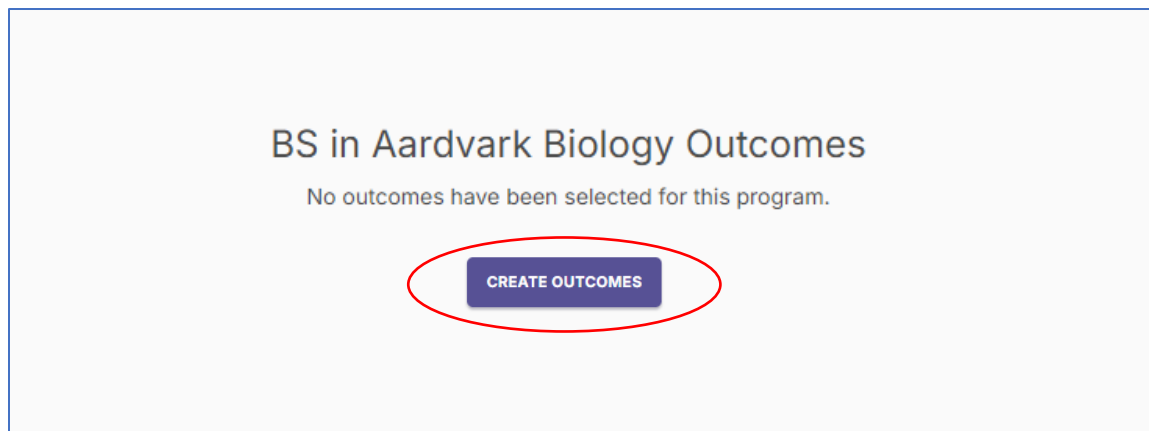 BS in Aardvark Biology Outcomes
No outcomes have been selected for this program.
CREATE OUTCOMES